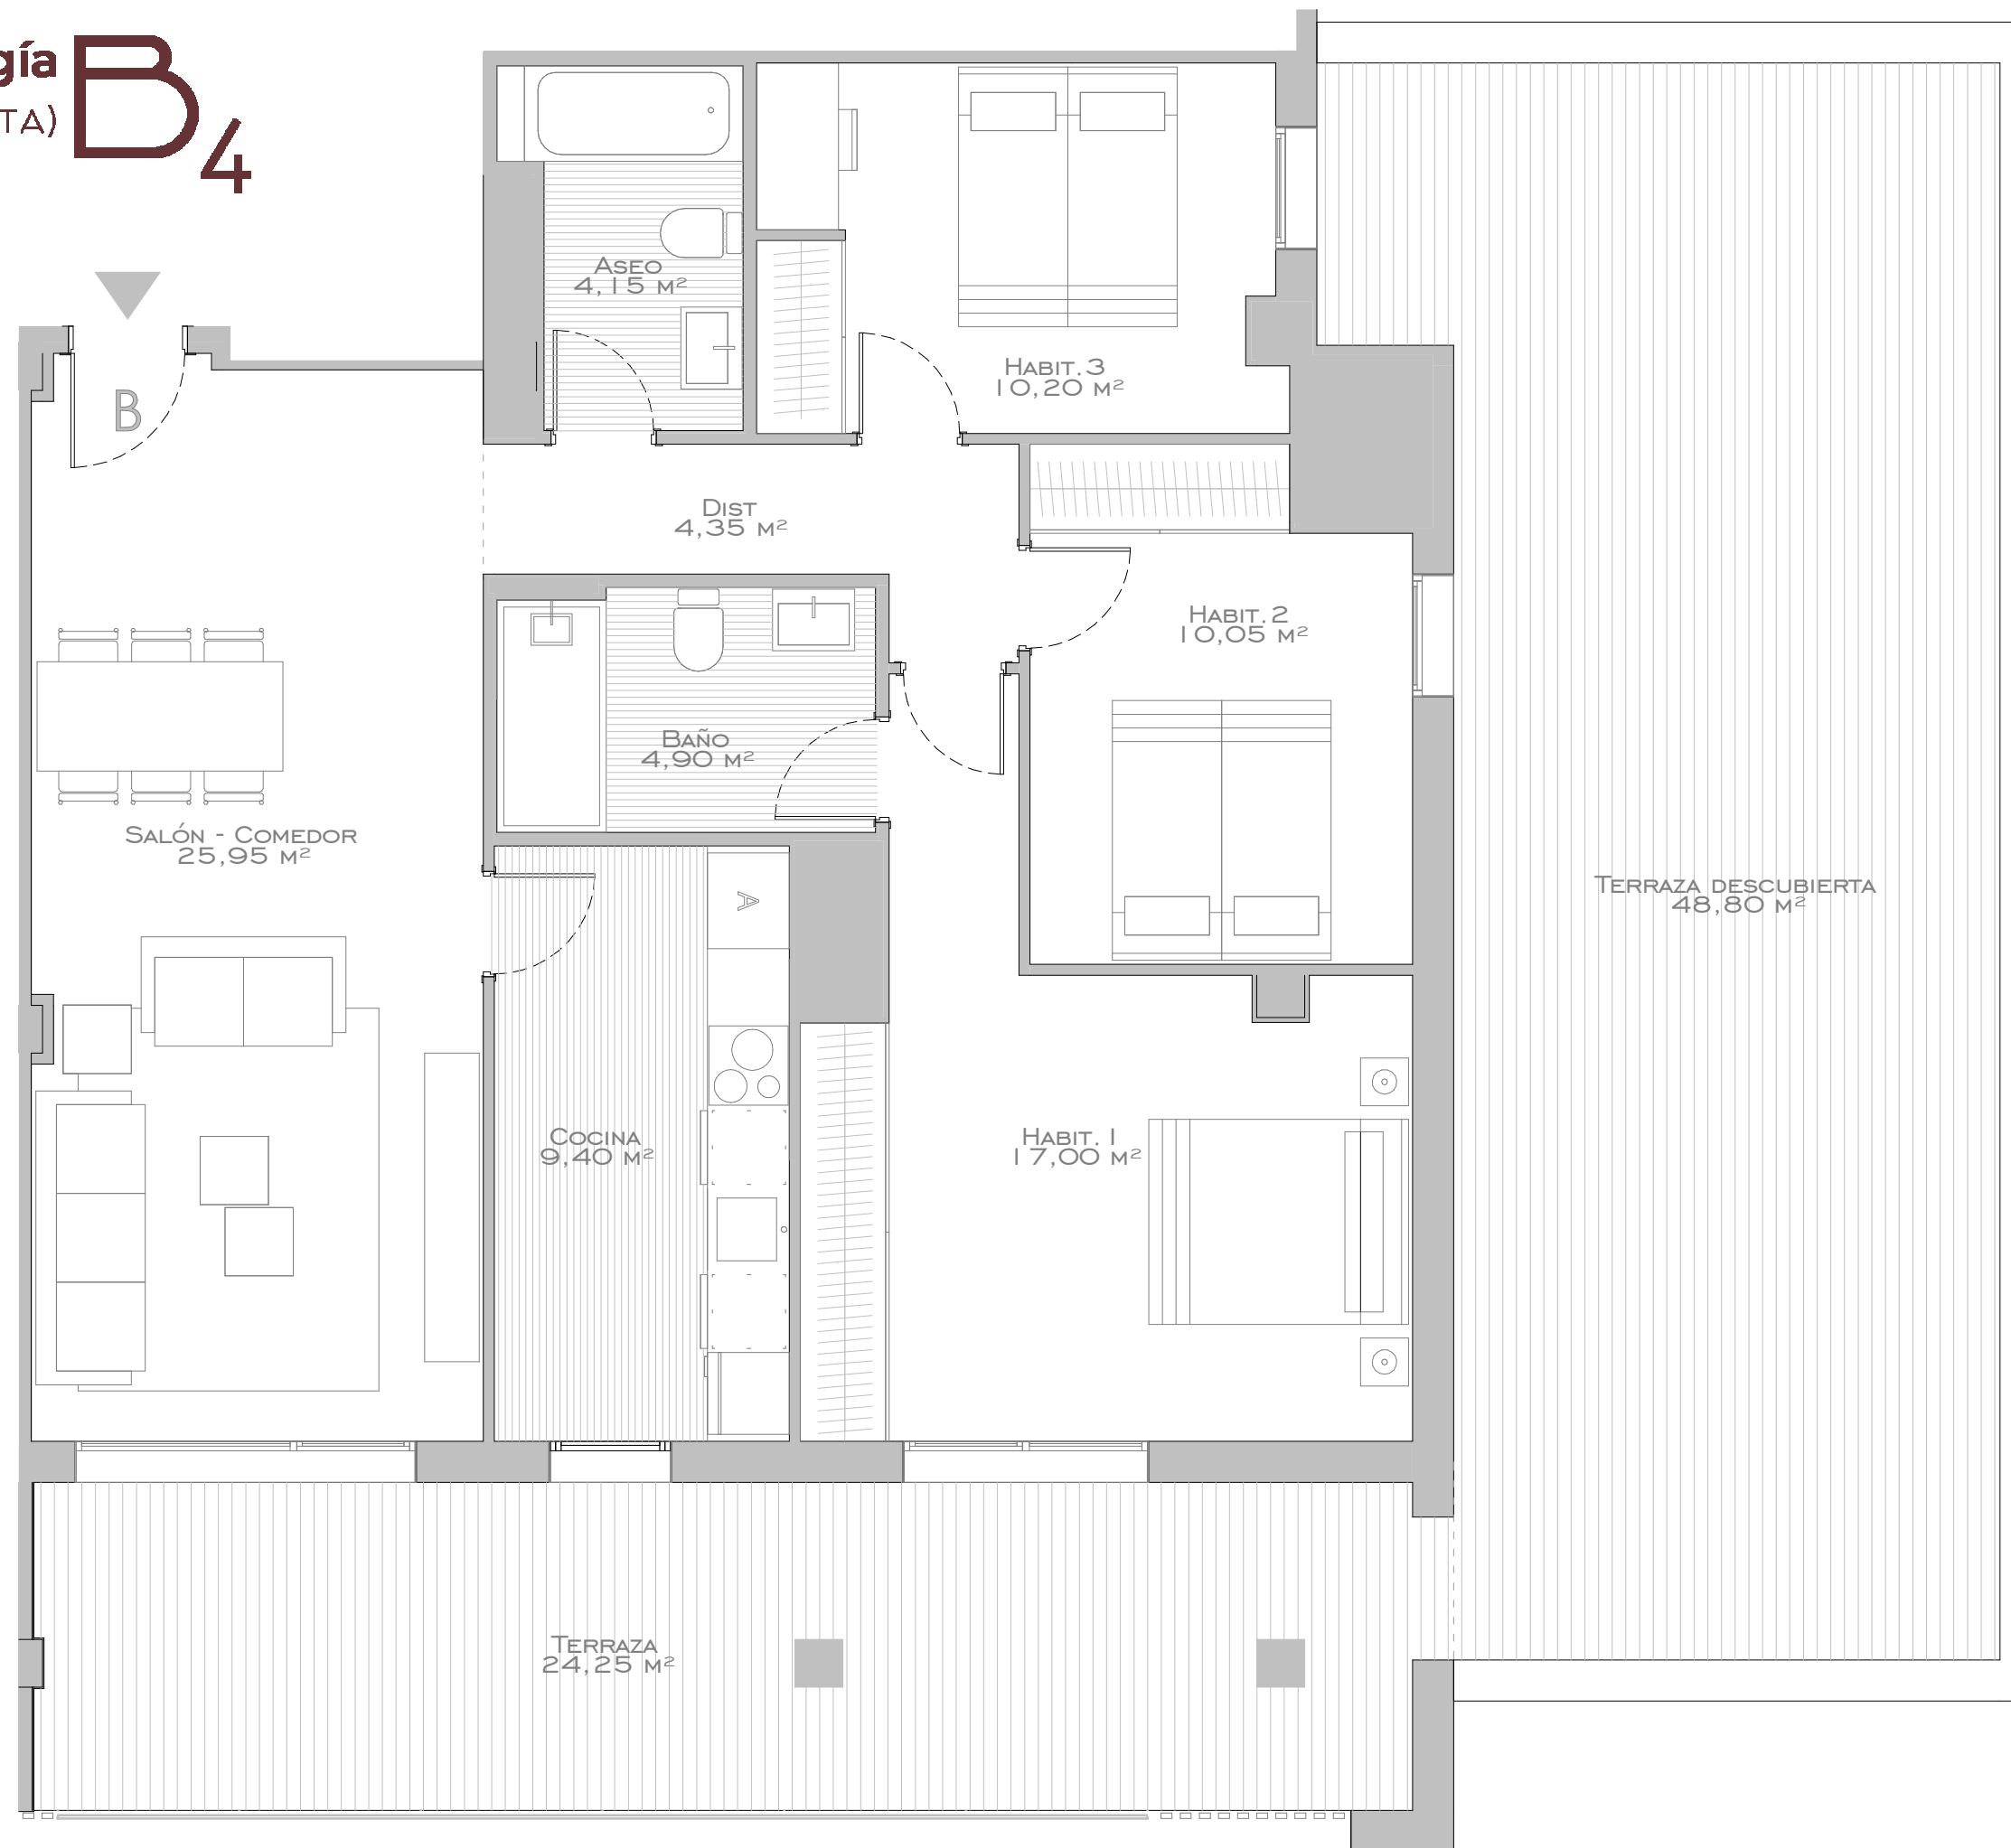 gía
TA)
B4
B
Aseo
4,15 m²
Habit.3
10,20 m²
Dist
4,35 m²
Habit.2
10,05 m²
Baño
4,90 m²
Salón - Comedor
25,95 m²
A
Terraza descubierta
48,80 m²
Cocina
9,40 m²
Habit. 1
17,00 m²
Terraza
24,25 m²